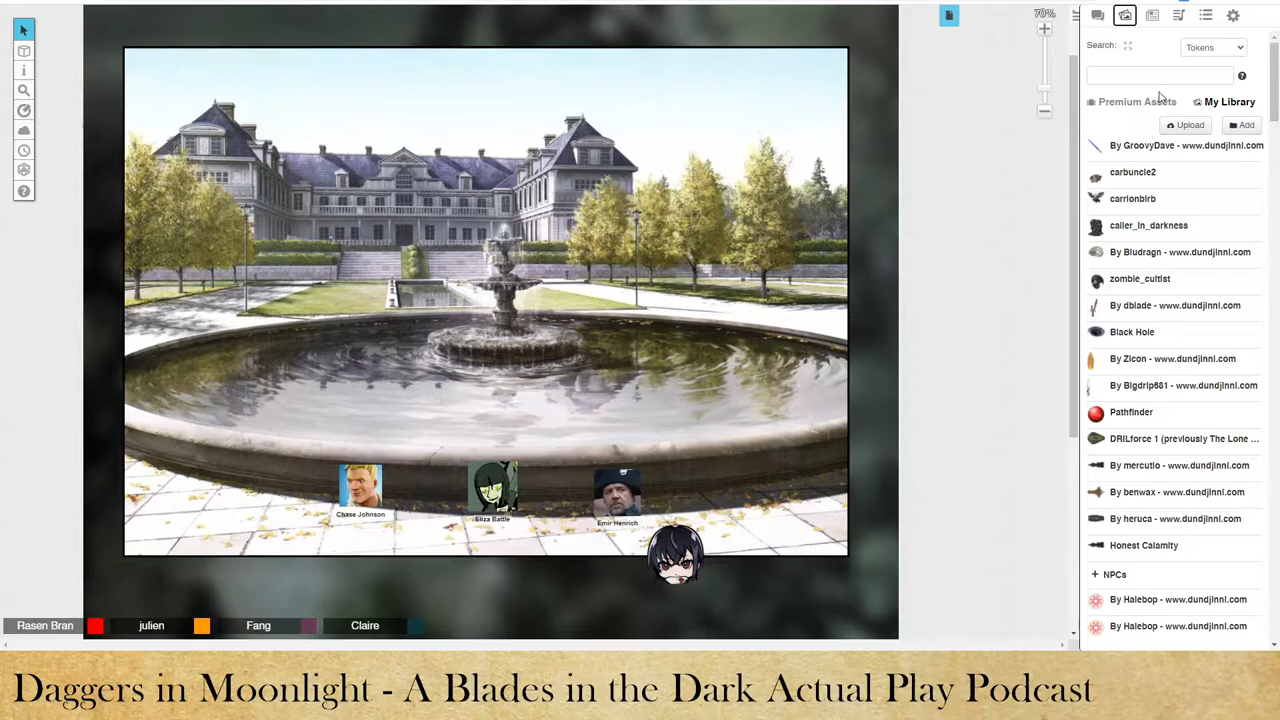 70%
Search:
Tokens
Premium Assets
My Library
Upload
Add
By GroovyDave - www.dundjinni.com
carbuncle2
carrionbirb
caller_in_darkness
By Bludragn - www.dundjinni.com
zombie_cultist
By dblade - www.dundjinni.com
Black Hole
By Zicon - www.dundjinni.com
By Bigdrip681 - www.dundjinni.com
Pathfinder
DRILforce 1 (previously The Lone ...
By mercutio - www.dundjinni.com
By benwax - www.dundjinni.com
By heruca - www.dundjinni.com
Honest Calamity
+ NPCs
By Halebop - www.dundjinni.com
By Halebop - www.dundjinni.com
Chase Johnson
Eliza Battle
Emir Henrich
Rasen Bran
julien
Fang
Claire
Daggers in Moonlight - A Blades in the Dark Actual Play Podcast